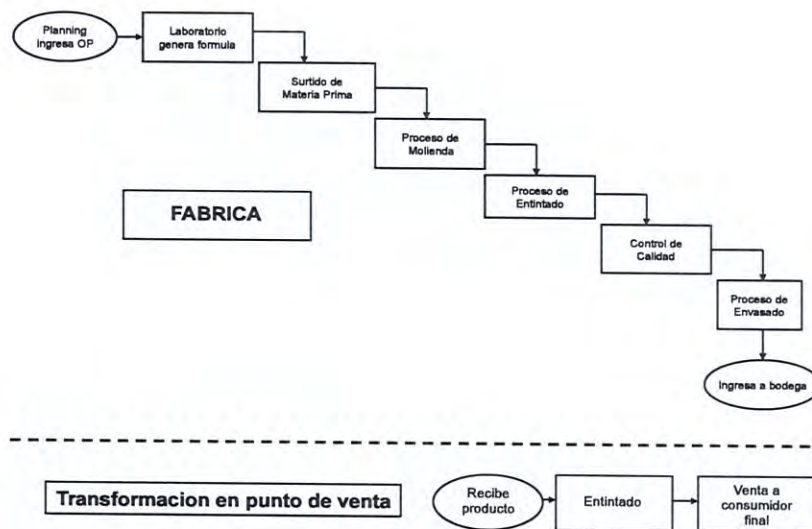 Planning
ingresa OP
Laboratorio
genera formula
Surtido de
Materia Prima
Proceso de
Molienda
Proceso de
Entintado
FABRICA
Control de
Calidad
Proceso de
Envasado
Ingresa a bodega
Transformacion en punto de venta
Recibe
producto
Entintado
Venta a
consumidor
final